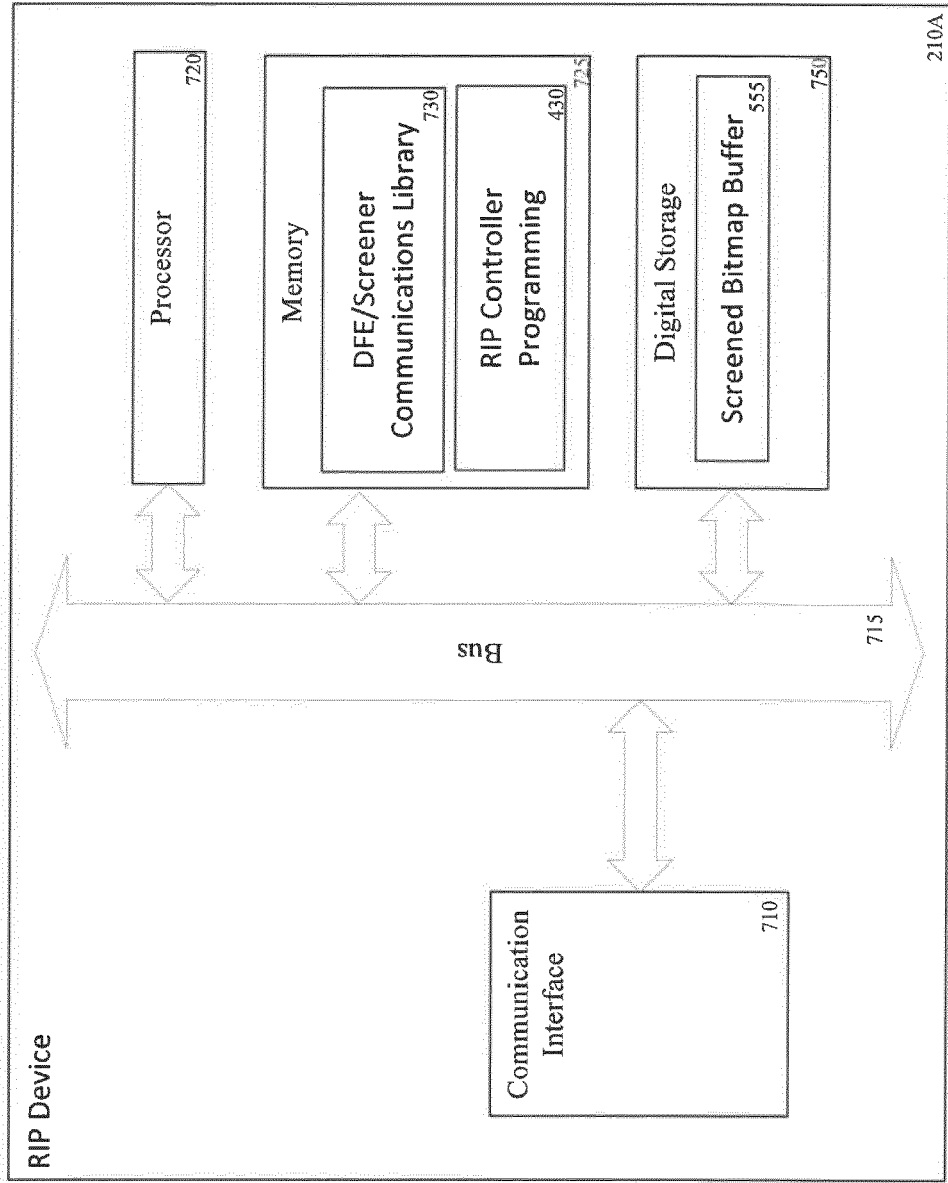 RIP Device
Communication
Interface
710
Bus
715
Processor
720
Memory
DFE/Screener
Communications Library
730
RIP Controller
Programming
430
725
Digital Storage
Screened Bitmap Buffer
555
750
210A